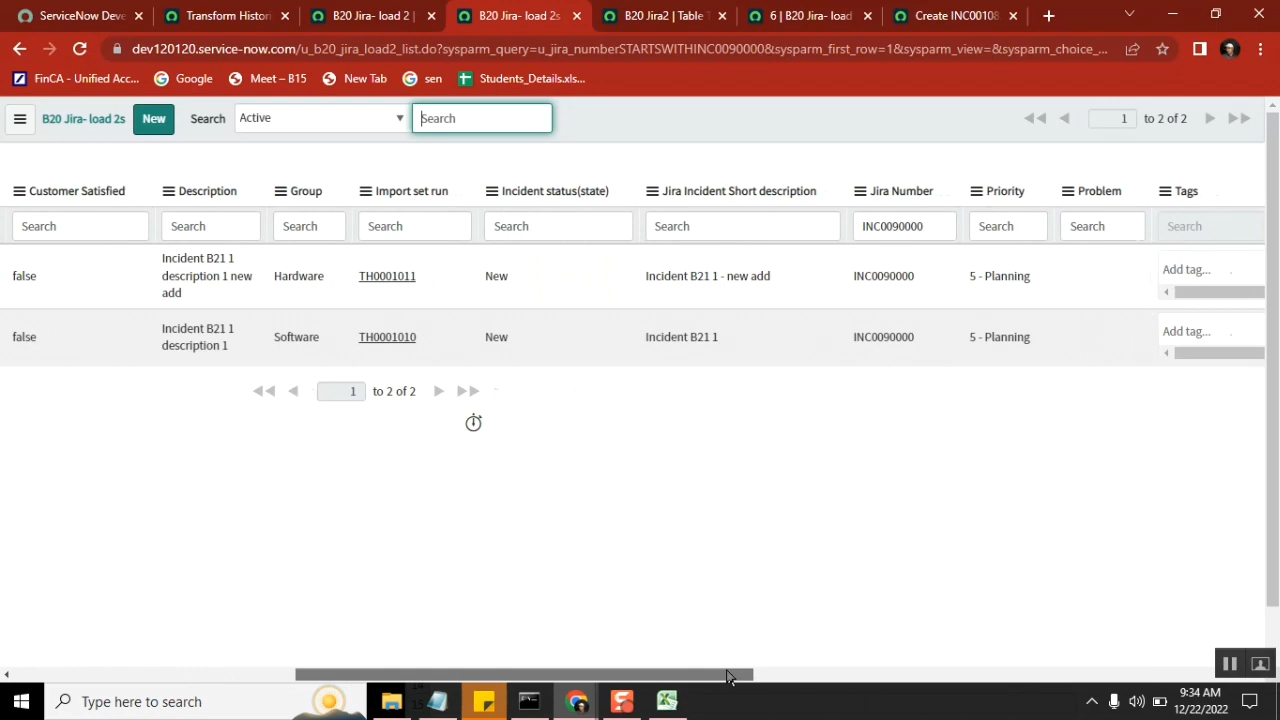 ServiceNow Deve
Transform Histori
B20 Jira- load 2 |
B20 Jira- load 2s
B20 Jira2 | Table T
6 | B20 Jira- load
Create INC00108
dev120120.service-now.com/u_b20_jira_load2_list.do?sysparm_query=u_jira_numberSTARTSWITHINC0090000&sysparm_first_row=1&sysparm_view=&sysparm_choice_...
FinCA - Unified Acc...
Google
Meet – B15
New Tab
sen
Students_Details.xls...
B20 Jira- load 2s
New
Search
Active
Search
1 to 2 of 2
Customer Satisfied
Description
Group
Import set run
Incident status(state)
Jira Incident Short description
Jira Number
Priority
Problem
Tags
Search
Search
Search
Search
Search
Search
INC0090000
Search
Search
Search
false
Incident B21 1
description 1 new
add
Hardware
TH0001011
New
Incident B21 1 - new add
INC0090000
5 - Planning
Add tag...
false
Incident B21 1
description 1
Software
TH0001010
New
Incident B21 1
INC0090000
5 - Planning
Add tag...
1 to 2 of 2
Type here to search
9:34 AM
12/22/2022